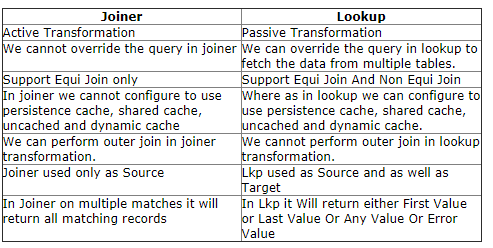 Joiner Lookup
Active Transformation Passive Transformation
We cannot override the query in joiner We can override the query in lookup to
fetch the data from multiple tables.
Support Equi Join only Support Equi Join And Non Equi Join
In joiner we cannot configure to use
persistence cache, shared cache,
uncached and dynamic cache
Where as in lookup we can configure to
use persistence cache, shared cache,
uncached and dynamic cache.
We can perform outer join in joiner
transformation.
We cannot perform outer join in lookup
transformation.
Joiner used only as Source
Lkp used as Source and as well as
Target
In Joiner on multiple matches it will
return all matching records
In Lkp it Will return either First Value
or Last Value Or Any Value Or Error
Value